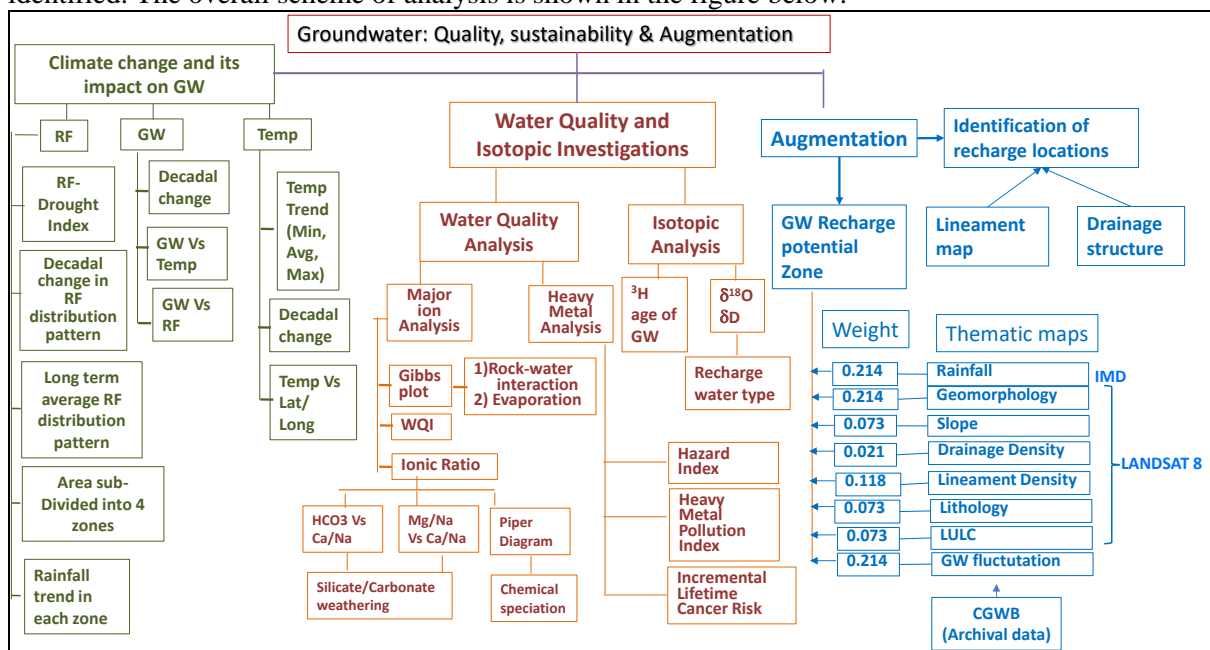 identified. The overall scheme of analysis is shown in the figure below.
Groundwater: Quality, sustainability & Augmentation
Climate change and its
impact on GW
RF
GW
Temp
RF-
Drought
Index
Decadal
change in
RF
distribution
pattern
Long term
average RF
distribution
pattern
Area sub-
Divided into 4
zones
Rainfall
trend in
each zone
Decadal
change
GW Vs
Temp
GW Vs
RF
Temp
Trend
(Min,
Avg,
Max)
Decadal
change
Temp Vs
Lat/
Long
Water Quality and
Isotopic Investigations
Water Quality
Analysis
Isotopic
Analysis
Major
ion
Analysis
Heavy
Metal
Analysis
³H
age of
GW
δ¹⁸O
δD
Recharge
water type
Gibbs
plot
1)Rock-water
interaction
2) Evaporation
WQI
Ionic Ratio
HCO3 Vs
Ca/Na
Mg/Na
Vs Ca/Na
Piper
Diagram
Silicate/Carbonate
weathering
Chemical
speciation
Hazard
Index
Heavy
Metal
Pollution
Index
Incremental
Lifetime
Cancer Risk
Augmentation
Identification of
recharge locations
GW Recharge
potential
Zone
Lineament
map
Drainage
structure
Weight
Thematic maps
0.214 Rainfall
IMD
0.214 Geomorphology
0.073 Slope
0.021 Drainage Density
LANDSAT 8
0.118 Lineament Density
0.073 Lithology
0.073 LULC
0.214 GW fluctutation
CGWB
(Archival data)